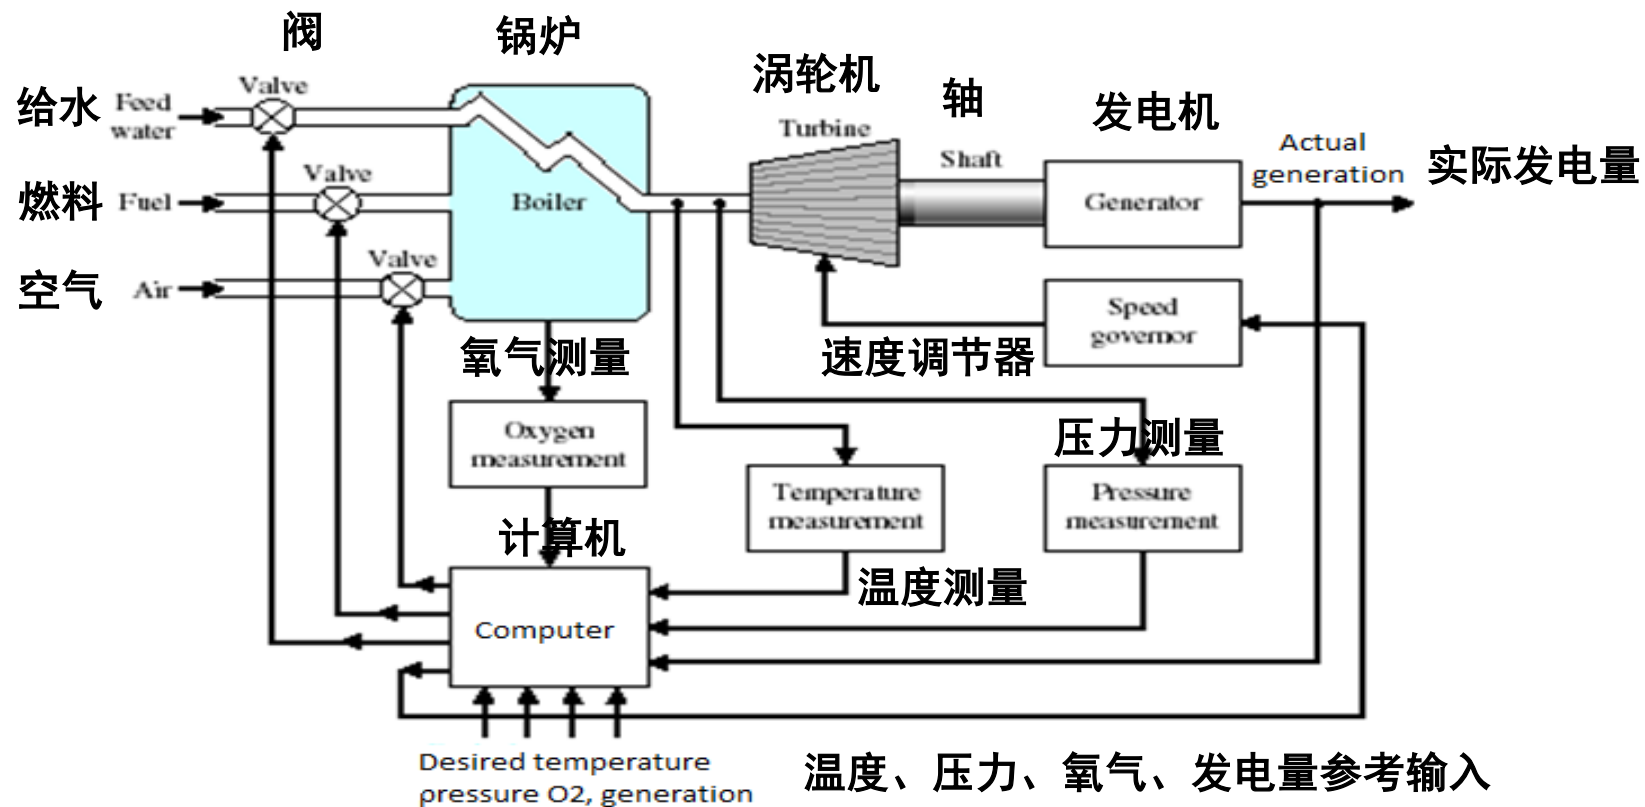 阀
锅炉
涡轮机
轴
发电机
Valve
给水
Feed
water
Turbine
Shaft
Actual
generation
实际发电量
Valve
燃料
Fuel
Boiler
Generator
Valve
空气
Air
Speed
governor
氧气测量
速度调节器
Oxygen
measurement
压力测量
Temperature
measurement
Pressure
measurement
计算机
温度测量
Computer
Desired temperature
pressure O2, generation
温度、压力、氧气、发电量参考输入